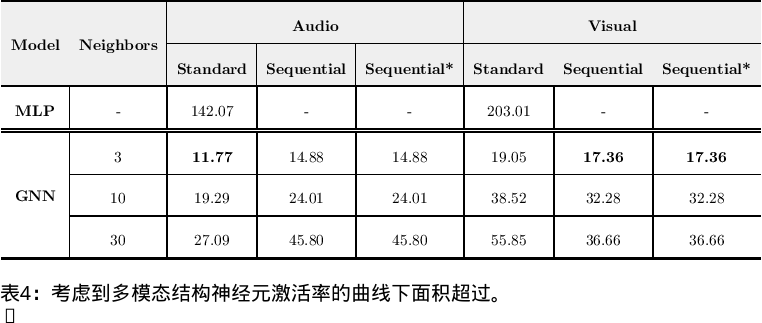 Model Neighbors Audio Visual
Standard Sequential Sequential* Standard Sequential Sequential*
MLP - 142.07 - - 203.01 - -
GNN 3 11.77 14.88 14.88 19.05 17.36 17.36
10 19.29 24.01 24.01 38.52 32.28 32.28
30 27.09 45.80 45.80 55.85 36.66 36.66
表4：考虑到多模态结构神经元激活率的曲线下面积超过。